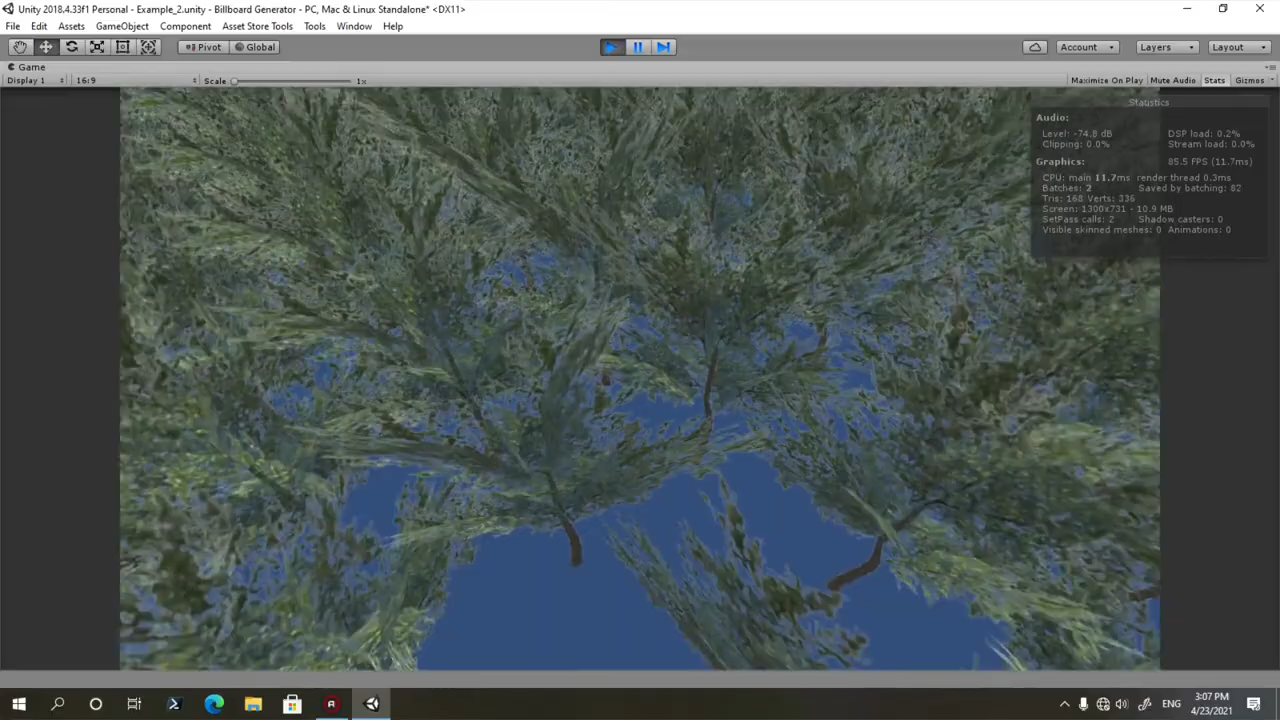 Unity 2018.4.33f1 Personal - Example_2.unity - Billboard Generator - PC, Mac & Linux Standalone* <DX11>
File Edit Assets GameObject Component Asset Store Tools Tools Window Help
Pivot Global Account Layers Layout
Game
Display 1 16:9 Scale 1x Maximize On Play Mute Audio Stats Gizmos
Statistics
Audio:
Level: -74.8 dB DSP load: 0.2%
Clipping: 0.0% Stream load: 0.0%
Graphics: 85.5 FPS (11.7ms)
CPU: main 11.7ms render thread 0.3ms
Batches: 2 Saved by batching: 82
Tris: 168 Verts: 336
Screen: 1300x731 - 10.9 MB
SetPass calls: 2 Shadow casters: 0
Visible skinned meshes: 0 Animations: 0
ENG
3:07 PM
4/23/2021